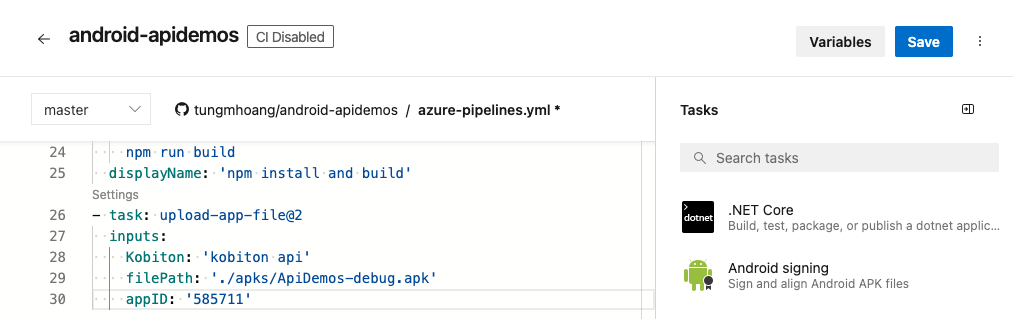 android-apidemos CI Disabled Variables Save
master tungmhoang/android-apidemos / azure-pipelines.yml * Tasks
24 npm run build
25 displayName: 'npm install and build'
Settings
26 - task: upload-app-file@2
27 inputs:
28 Kobiton: 'kobiton api'
29 filePath: './apks/ApiDemos-debug.apk'
30 appID: '585711'
Search tasks
dotnet
.NET Core
Build, test, package, or publish a dotnet applic...
Android signing
Sign and align Android APK files